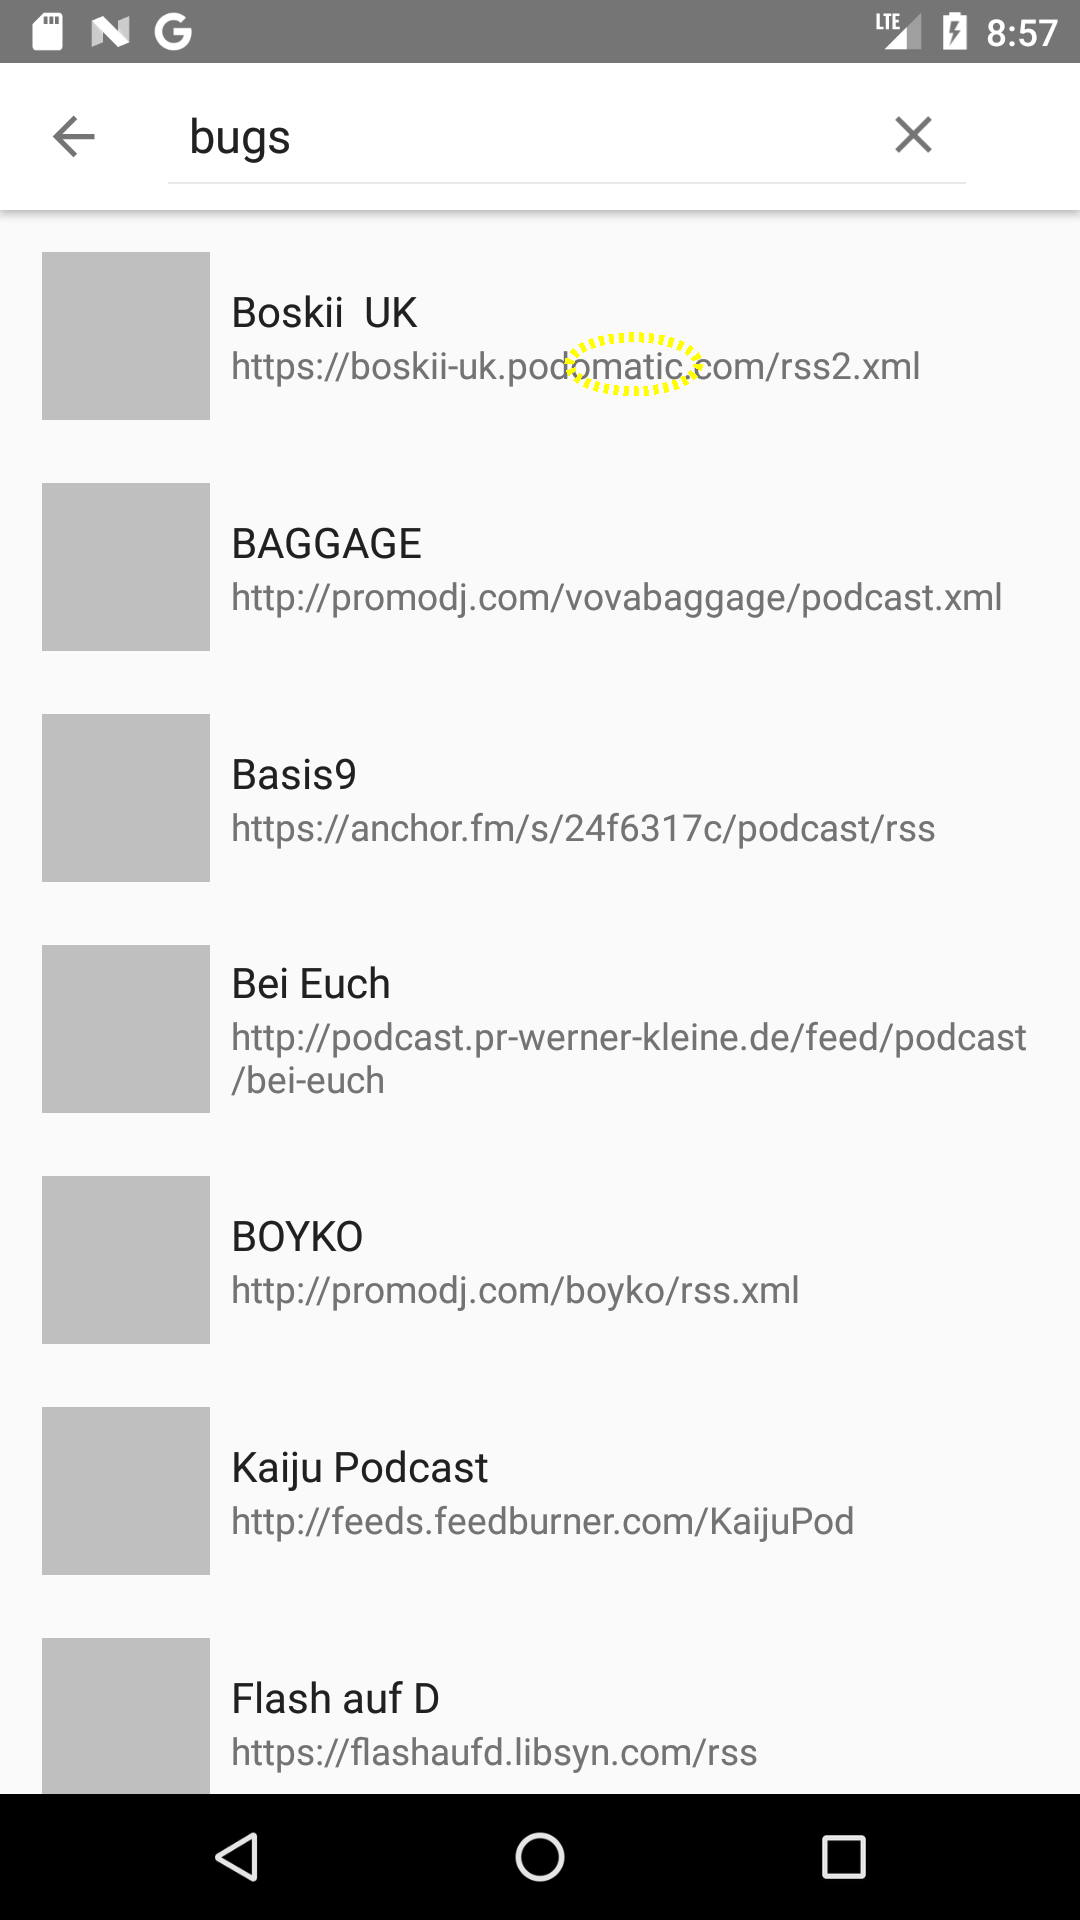 LTE 8:57
bugs
Boskii  UK
https://boskii-uk.podomatic.com/rss2.xml
BAGGAGE
http://promodj.com/vovabaggage/podcast.xml
Basis9
https://anchor.fm/s/24f6317c/podcast/rss
Bei Euch
http://podcast.pr-werner-kleine.de/feed/podcast
/bei-euch
BOYKO
http://promodj.com/boyko/rss.xml
Kaiju Podcast
http://feeds.feedburner.com/KaijuPod
Flash auf D
https://flashaufd.libsyn.com/rss